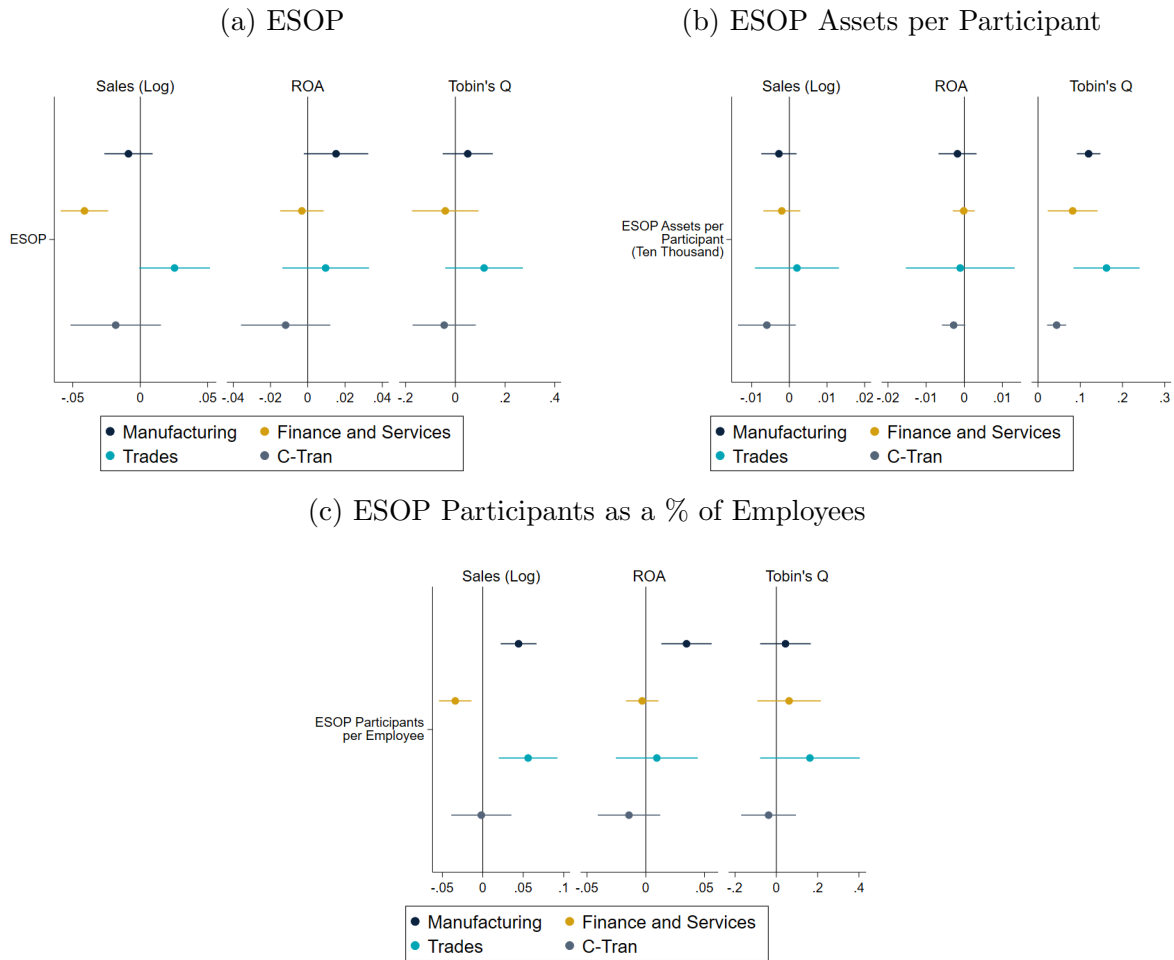 (a) ESOP
Sales (Log) ROA Tobin's Q
ESOP
-.05 0 .05 -.04 -.02 0 .02 .04 -.2 0 .2 .4
Manufacturing Finance and Services
Trades C-Tran
(b) ESOP Assets per Participant
Sales (Log) ROA Tobin's Q
ESOP Assets per
Participant
(Ten Thousand)
-.01 0 .01 .02 -.02 -.01 0 .01 0 .1 .2 .3
Manufacturing Finance and Services
Trades C-Tran
(c) ESOP Participants as a % of Employees
Sales (Log) ROA Tobin's Q
ESOP Participants
per Employee
-.05 0 .05 .1 -.05 0 .05 -.2 0 .2 .4
Manufacturing Finance and Services
Trades C-Tran